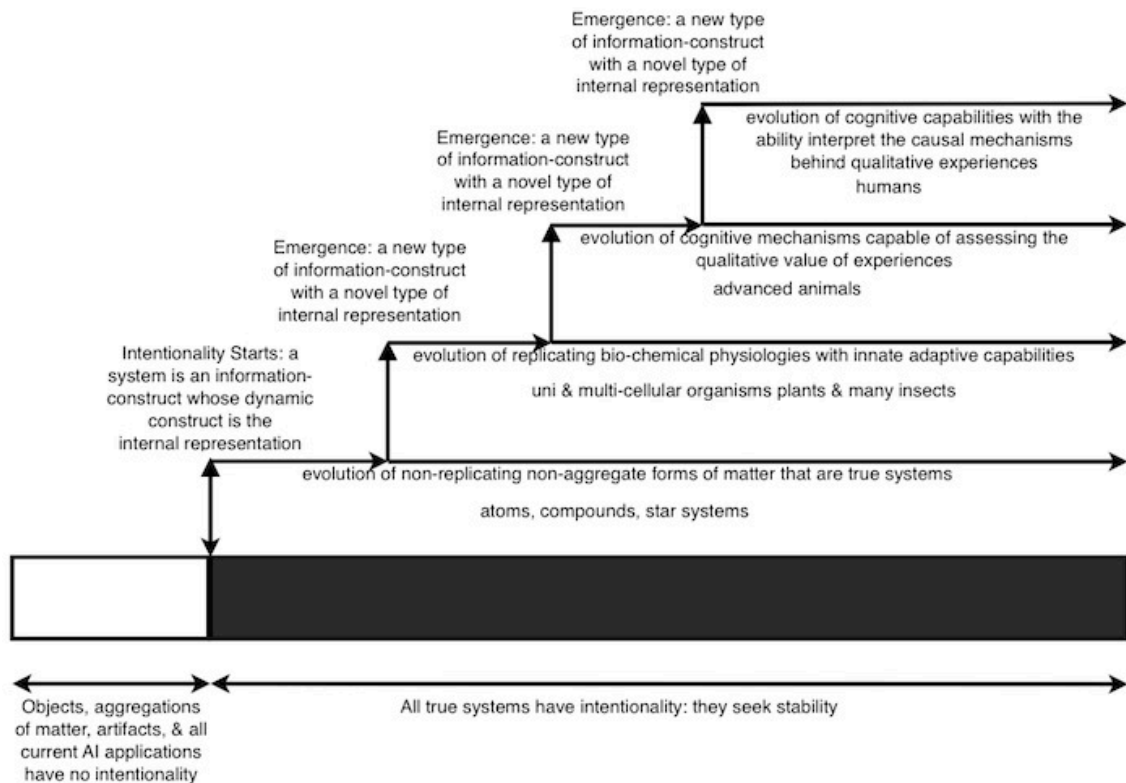 Emergence: a new type
of information-construct
with a novel type of
internal representation
evolution of cognitive capabilities with the
ability interpret the causal mechanisms
behind qualitative experiences
humans
Emergence: a new type
of information-construct
with a novel type of
internal representation
evolution of cognitive mechanisms capable of assessing the
qualitative value of experiences
advanced animals
Emergence: a new type
of information-construct
with a novel type of
internal representation
evolution of replicating bio-chemical physiologies with innate adaptive capabilities
uni & multi-cellular organisms plants & many insects
Intentionality Starts: a
system is an information-
construct whose dynamic
construct is the
internal representation
evolution of non-replicating non-aggregate forms of matter that are true systems
atoms, compounds, star systems
Objects, aggregations
of matter, artifacts, & all
current AI applications
have no intentionality
All true systems have intentionality: they seek stability